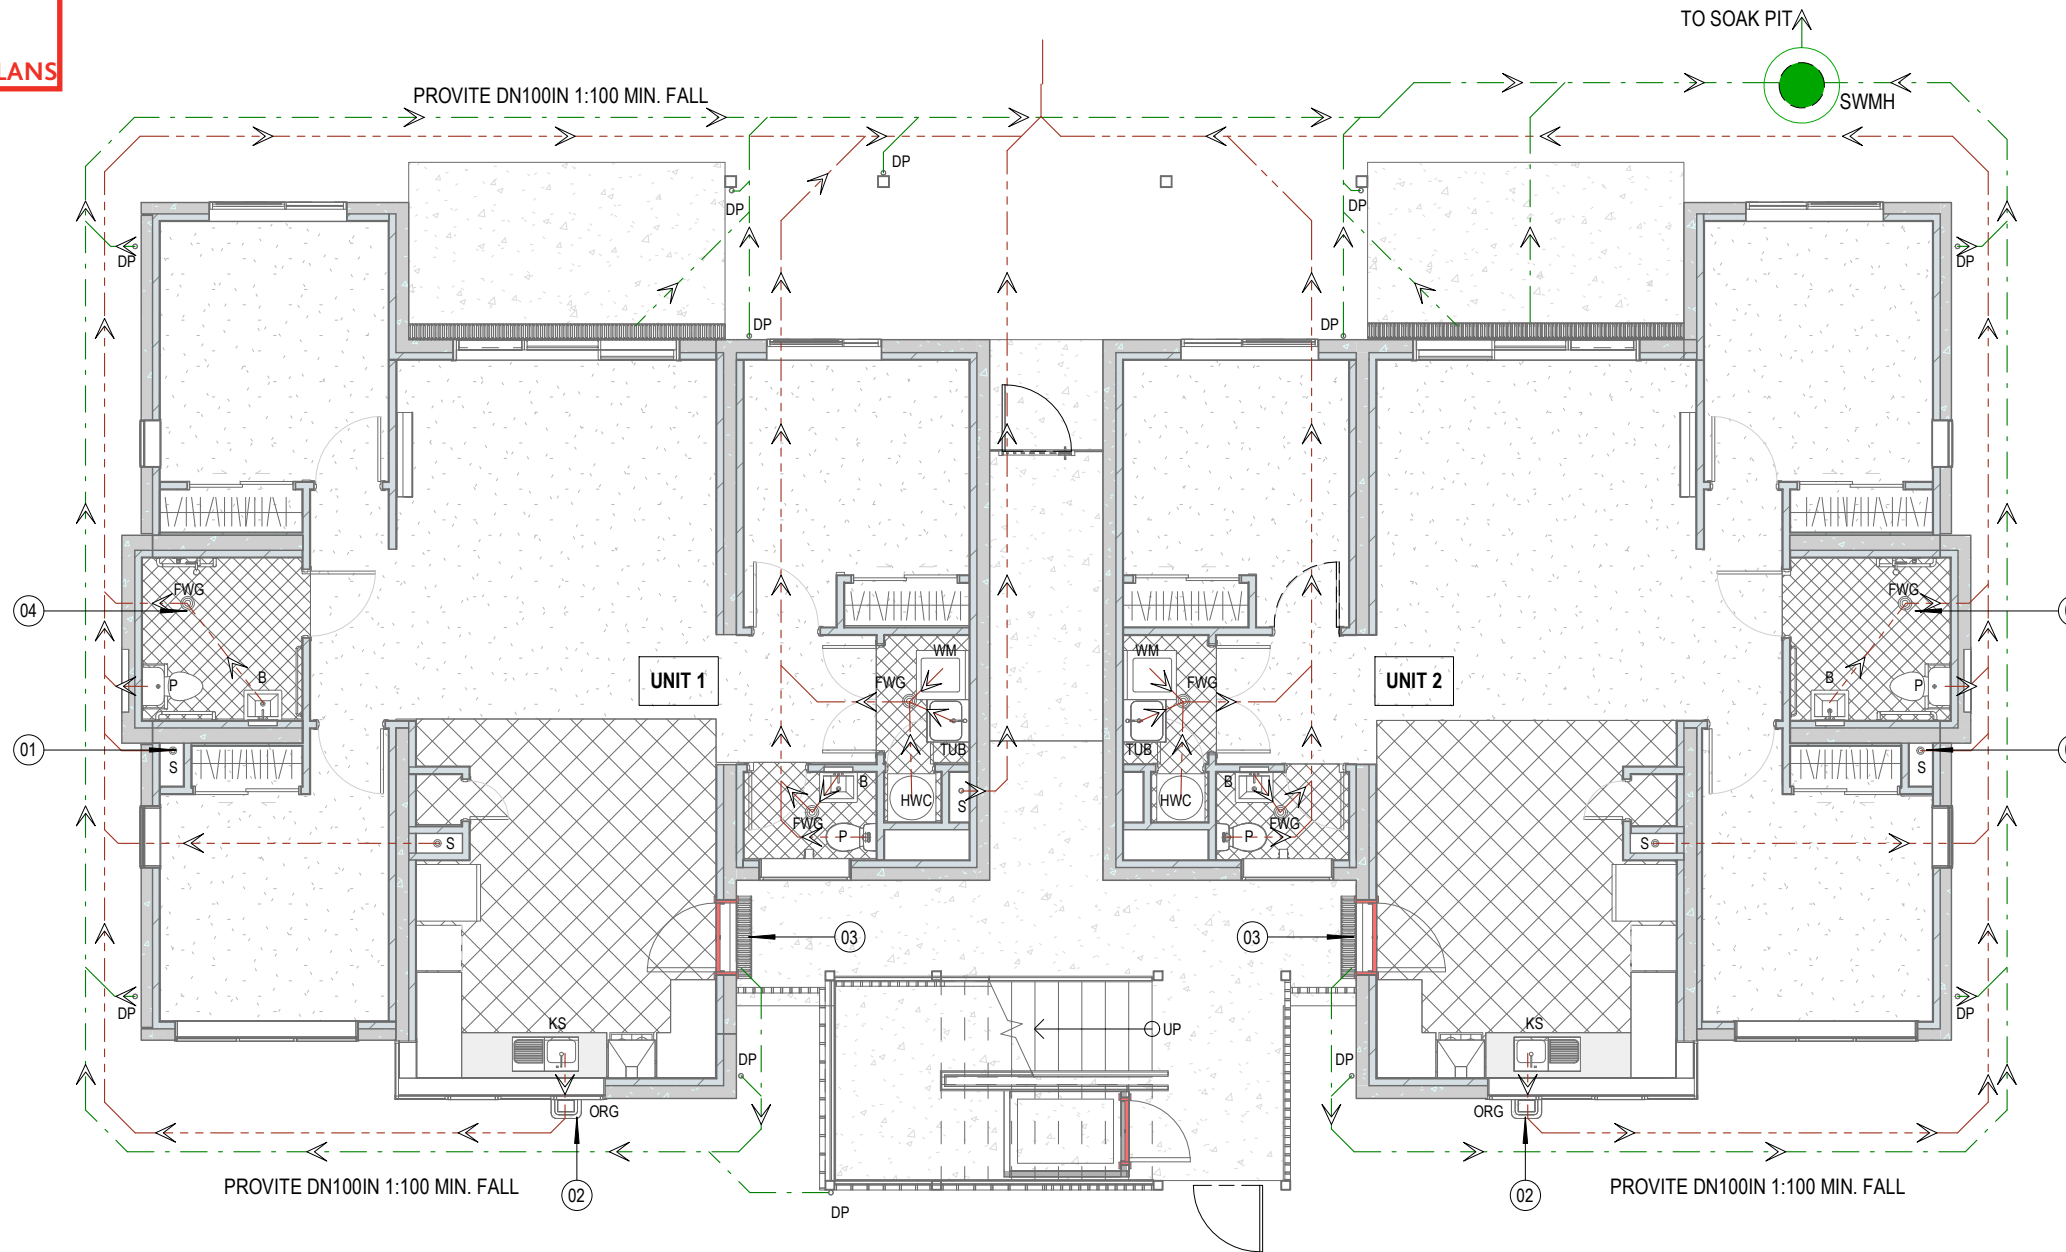 TO SOAK PIT
LANS
PROVITE DN100IN 1:100 MIN. FALL
SWMH
DP
DP
DP
DP
DP
DP
DP
FWG
FWG
04
WM
WM
UNIT 1
UNIT 2
FWG
FWG
B
B
P
P
01
TUB
TUB
S
S
B
B
HWC
HWC
S
FWG
FWG
P
P
S
S
03
03
DP
DP
KS
KS
UP
DP
DP
ORG
ORG
PROVITE DN100IN 1:100 MIN. FALL
02
02
PROVITE DN100IN 1:100 MIN. FALL
DP